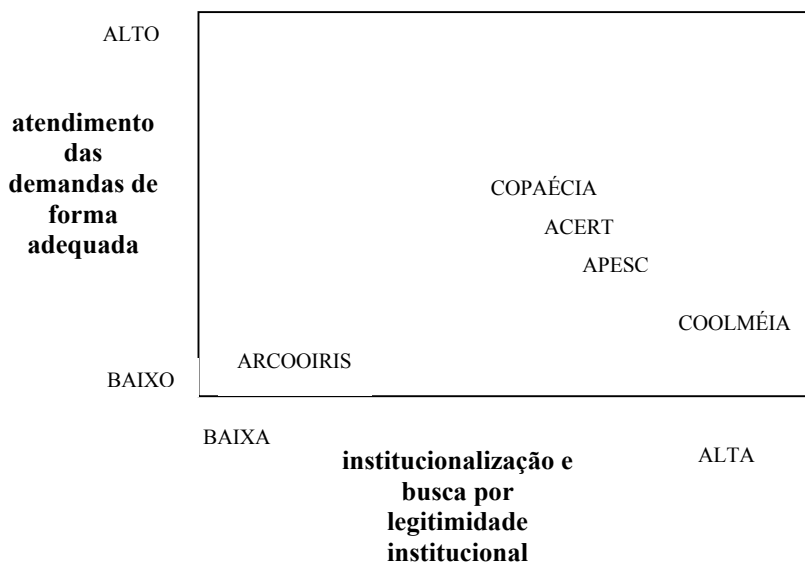 ALTO
atendimento
das
demandas de
forma
adequada
COPAÉCIA
ACERT
APESC
COOLMÉIA
ARCOOIRIS
BAIXO
BAIXA
ALTA
institucionalização e
busca por
legitimidade
institucional